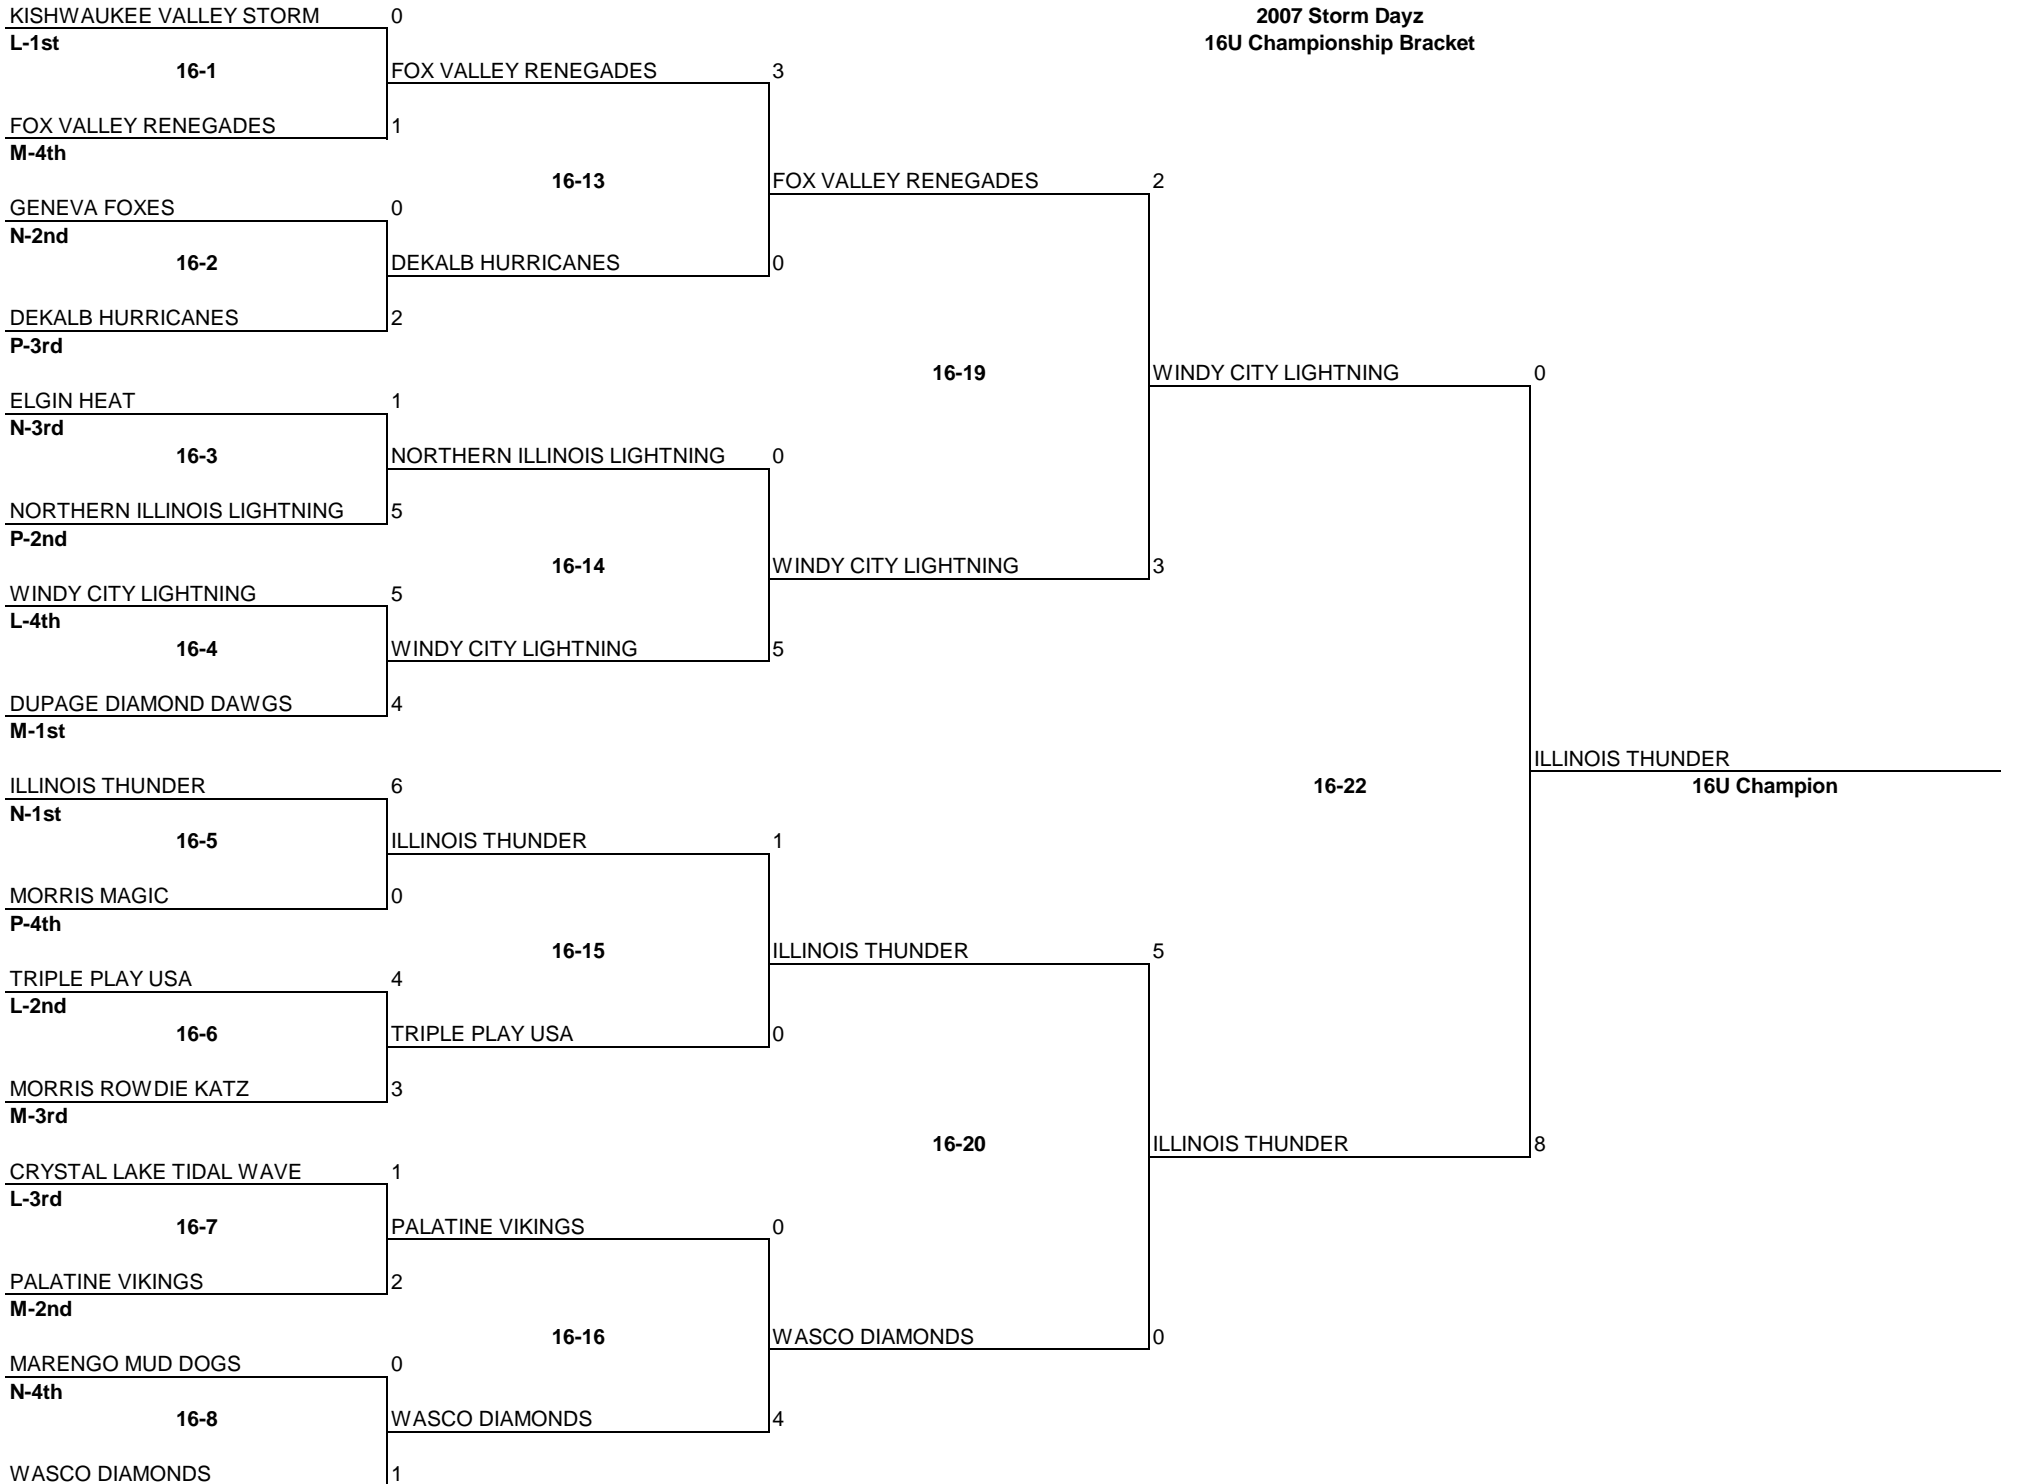 KISHWAUKEE VALLEY STORM 0 2007 Storm Dayz
L-1st 16U Championship Bracket
16-1 FOX VALLEY RENEGADES 3
FOX VALLEY RENEGADES 1
M-4th
16-13 FOX VALLEY RENEGADES 2
GENEVA FOXES 0
N-2nd
16-2 DEKALB HURRICANES 0
DEKALB HURRICANES 2
P-3rd
16-19 WINDY CITY LIGHTNING 0
ELGIN HEAT 1
N-3rd
16-3 NORTHERN ILLINOIS LIGHTNING 0
NORTHERN ILLINOIS LIGHTNING 5
P-2nd
16-14 WINDY CITY LIGHTNING 3
WINDY CITY LIGHTNING 5
L-4th
16-4 WINDY CITY LIGHTNING 5
DUPAGE DIAMOND DAWGS 4
M-1st
ILLINOIS THUNDER
ILLINOIS THUNDER 6 16-22 16U Champion
N-1st
16-5 ILLINOIS THUNDER 1
MORRIS MAGIC 0
P-4th
16-15 ILLINOIS THUNDER 5
TRIPLE PLAY USA 4
L-2nd
16-6 TRIPLE PLAY USA 0
MORRIS ROWDIE KATZ 3
M-3rd
16-20 ILLINOIS THUNDER 8
CRYSTAL LAKE TIDAL WAVE 1
L-3rd
16-7 PALATINE VIKINGS 0
PALATINE VIKINGS 2
M-2nd
16-16 WASCO DIAMONDS 0
MARENGO MUD DOGS 0
N-4th
16-8 WASCO DIAMONDS 4
WASCO DIAMONDS 1